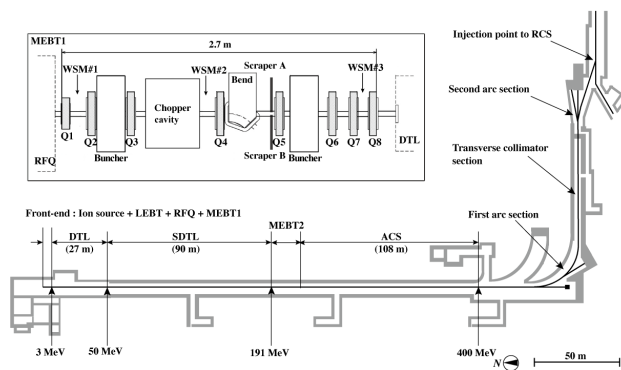 MEBT1
2.7 m
WSM#1
WSM#2
Scraper A
Bend
WSM#3
Chopper
cavity
Q1
Q2
Q3
Q4
Q5
Q6
Q7
Q8
Buncher
Buncher
RFQ
Scraper B
DTL
Injection point to RCS
Second arc section
Transverse collimator
section
First arc section
Front-end : Ion source + LEBT + RFQ + MEBT1
DTL
(27 m)
SDTL
(90 m)
MEBT2
ACS
(108 m)
3 MeV
50 MeV
191 MeV
400 MeV
N
50 m